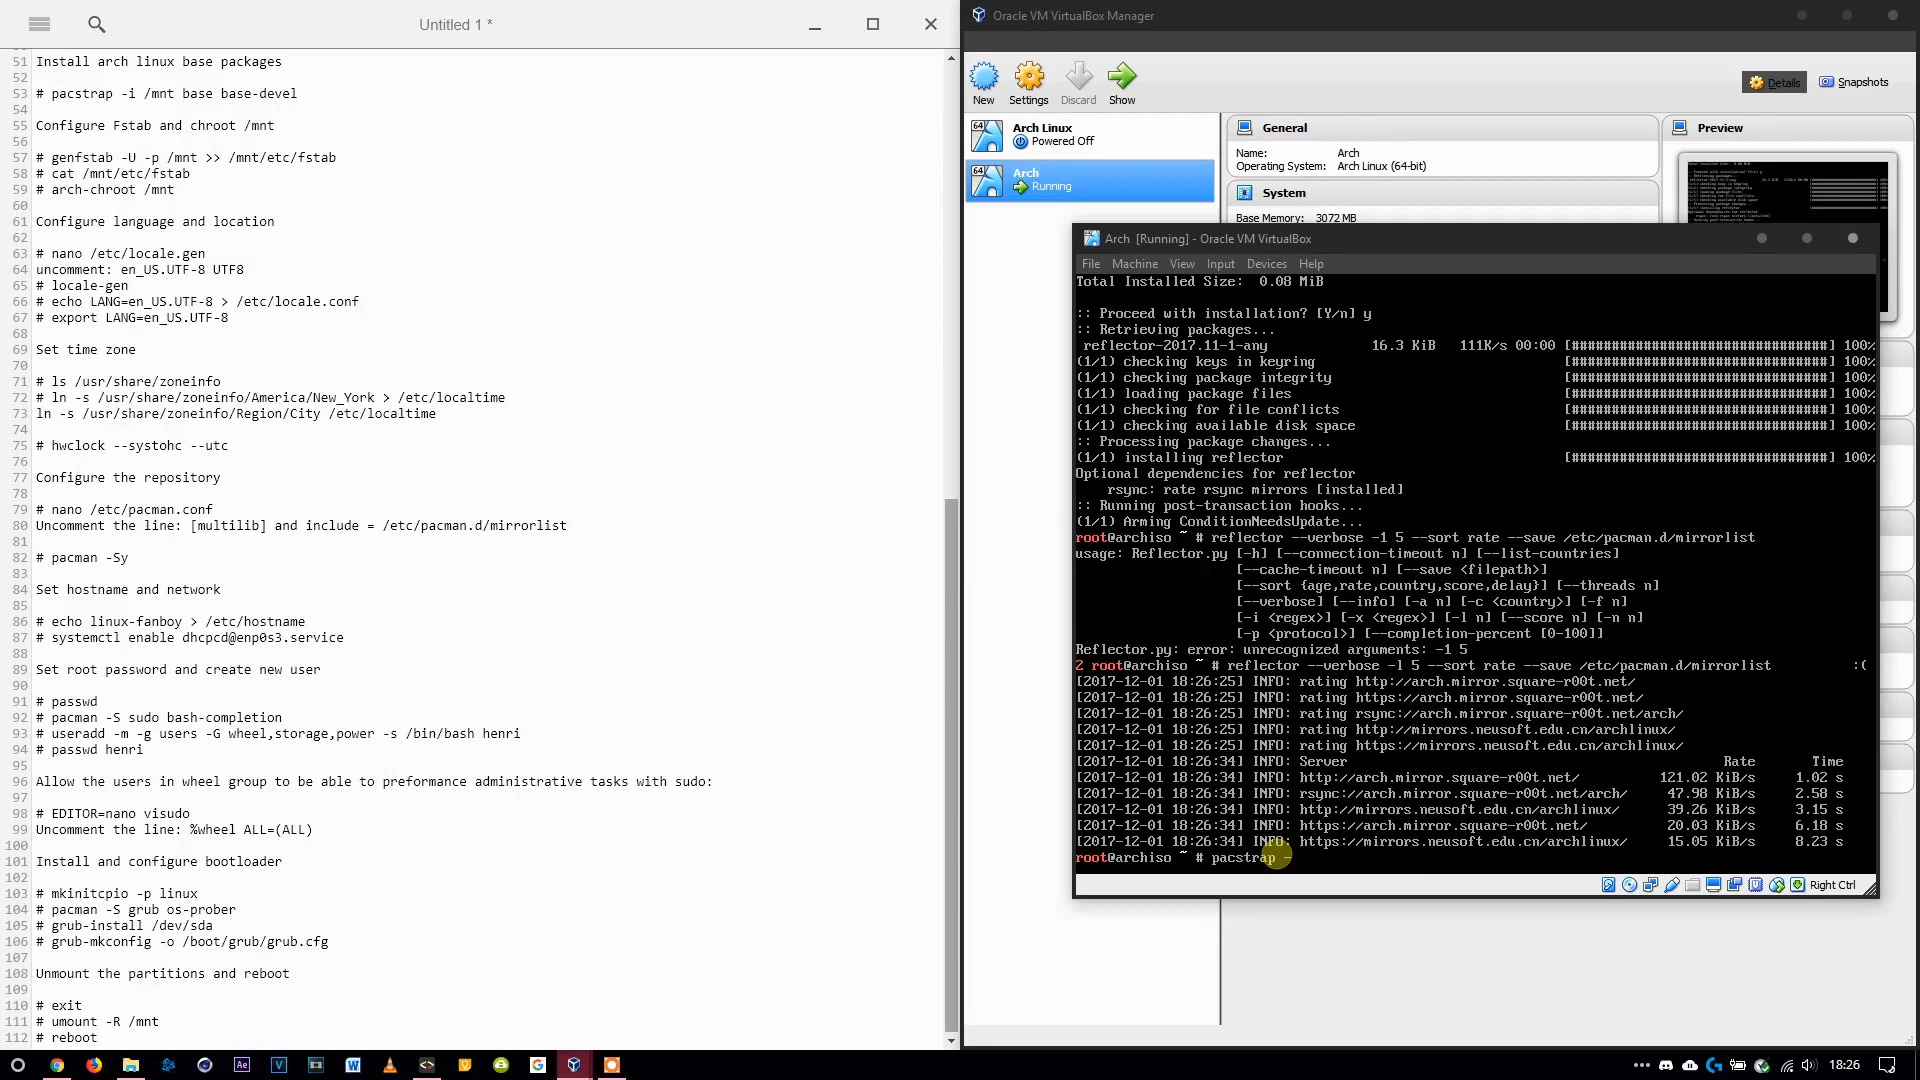 Untitled 1 *
51 Install arch linux base packages
52
53 # pacstrap -i /mnt base base-devel
54
55 Configure Fstab and chroot /mnt
56
57 # genfstab -U -p /mnt >> /mnt/etc/fstab
58 # cat /mnt/etc/fstab
59 # arch-chroot /mnt
60
61 Configure language and location
62
63 # nano /etc/locale.gen
64 uncomment: en_US.UTF-8 UTF8
65 # locale-gen
66 # echo LANG=en_US.UTF-8 > /etc/locale.conf
67 # export LANG=en_US.UTF-8
68
69 Set time zone
70
71 # ls /usr/share/zoneinfo
72 # ln -s /usr/share/zoneinfo/America/New_York > /etc/localtime
73 ln -s /usr/share/zoneinfo/Region/City /etc/localtime
74
75 # hwclock --systohc --utc
76
77 Configure the repository
78
79 # nano /etc/pacman.conf
80 Uncomment the line: [multilib] and include = /etc/pacman.d/mirrorlist
81
82 # pacman -Sy
83
84 Set hostname and network
85
86 # echo linux-fanboy > /etc/hostname
87 # systemctl enable dhcpcd@enp0s3.service
88
89 Set root password and create new user
90
91 # passwd
92 # pacman -S sudo bash-completion
93 # useradd -m -g users -G wheel,storage,power -s /bin/bash henri
94 # passwd henri
95
96 Allow the users in wheel group to be able to preformance administrative tasks with sudo:
97
98 # EDITOR=nano visudo
99 Uncomment the line: %wheel ALL=(ALL)
100
101 Install and configure bootloader
102
103 # mkinitcpio -p linux
104 # pacman -S grub os-prober
105 # grub-install /dev/sda
106 # grub-mkconfig -o /boot/grub/grub.cfg
107
108 Unmount the partitions and reboot
109
110 # exit
111 # umount -R /mnt
112 # reboot
Oracle VM VirtualBox Manager
New Settings Discard Show
Details Snapshots
64 Arch Linux
Powered Off
64 Arch
Running
General
Name: Arch
Operating System: Arch Linux (64-bit)
System
Base Memory: 3072 MB
Preview
Arch [Running] - Oracle VM VirtualBox
File Machine View Input Devices Help
Total Installed Size: 0.08 MiB
:: Proceed with installation? [Y/n] y
:: Retrieving packages...
reflector-2017.11-1-any 16.3 KiB 111K/s 00:00 [#################################] 100%
(1/1) checking keys in keyring [#################################] 100%
(1/1) checking package integrity [#################################] 100%
(1/1) loading package files [#################################] 100%
(1/1) checking for file conflicts [#################################] 100%
(1/1) checking available disk space [#################################] 100%
:: Processing package changes...
(1/1) installing reflector [#################################] 100%
Optional dependencies for reflector
rsync: rate rsync mirrors [installed]
:: Running post-transaction hooks...
(1/1) Arming ConditionNeedsUpdate...
root@archiso ~ # reflector --verbose -1 5 --sort rate --save /etc/pacman.d/mirrorlist
usage: Reflector.py [-h] [--connection-timeout n] [--list-countries]
[--cache-timeout n] [--save <filepath>]
[--sort {age,rate,country,score,delay}] [--threads n]
[--verbose] [--info] [-a n] [-c <country>] [-f n]
[-i <regex>] [-x <regex>] [-l n] [--score n] [-n n]
[-p <protocol>] [--completion-percent [0-100]]
Reflector.py: error: unrecognized arguments: -1 5
2 root@archiso ~ # reflector --verbose -l 5 --sort rate --save /etc/pacman.d/mirrorlist :(
[2017-12-01 18:26:25] INFO: rating http://arch.mirror.square-r00t.net/
[2017-12-01 18:26:25] INFO: rating https://arch.mirror.square-r00t.net/
[2017-12-01 18:26:25] INFO: rating rsync://arch.mirror.square-r00t.net/arch/
[2017-12-01 18:26:25] INFO: rating http://mirrors.neusoft.edu.cn/archlinux/
[2017-12-01 18:26:25] INFO: rating https://mirrors.neusoft.edu.cn/archlinux/
[2017-12-01 18:26:34] INFO: Server Rate Time
[2017-12-01 18:26:34] INFO: http://arch.mirror.square-r00t.net/ 121.02 KiB/s 1.02 s
[2017-12-01 18:26:34] INFO: rsync://arch.mirror.square-r00t.net/arch/ 47.98 KiB/s 2.58 s
[2017-12-01 18:26:34] INFO: http://mirrors.neusoft.edu.cn/archlinux/ 39.26 KiB/s 3.15 s
[2017-12-01 18:26:34] INFO: https://arch.mirror.square-r00t.net/ 20.03 KiB/s 6.18 s
[2017-12-01 18:26:34] INFO: https://mirrors.neusoft.edu.cn/archlinux/ 15.05 KiB/s 8.23 s
root@archiso ~ # pacstrap -
Right Ctrl
18:26